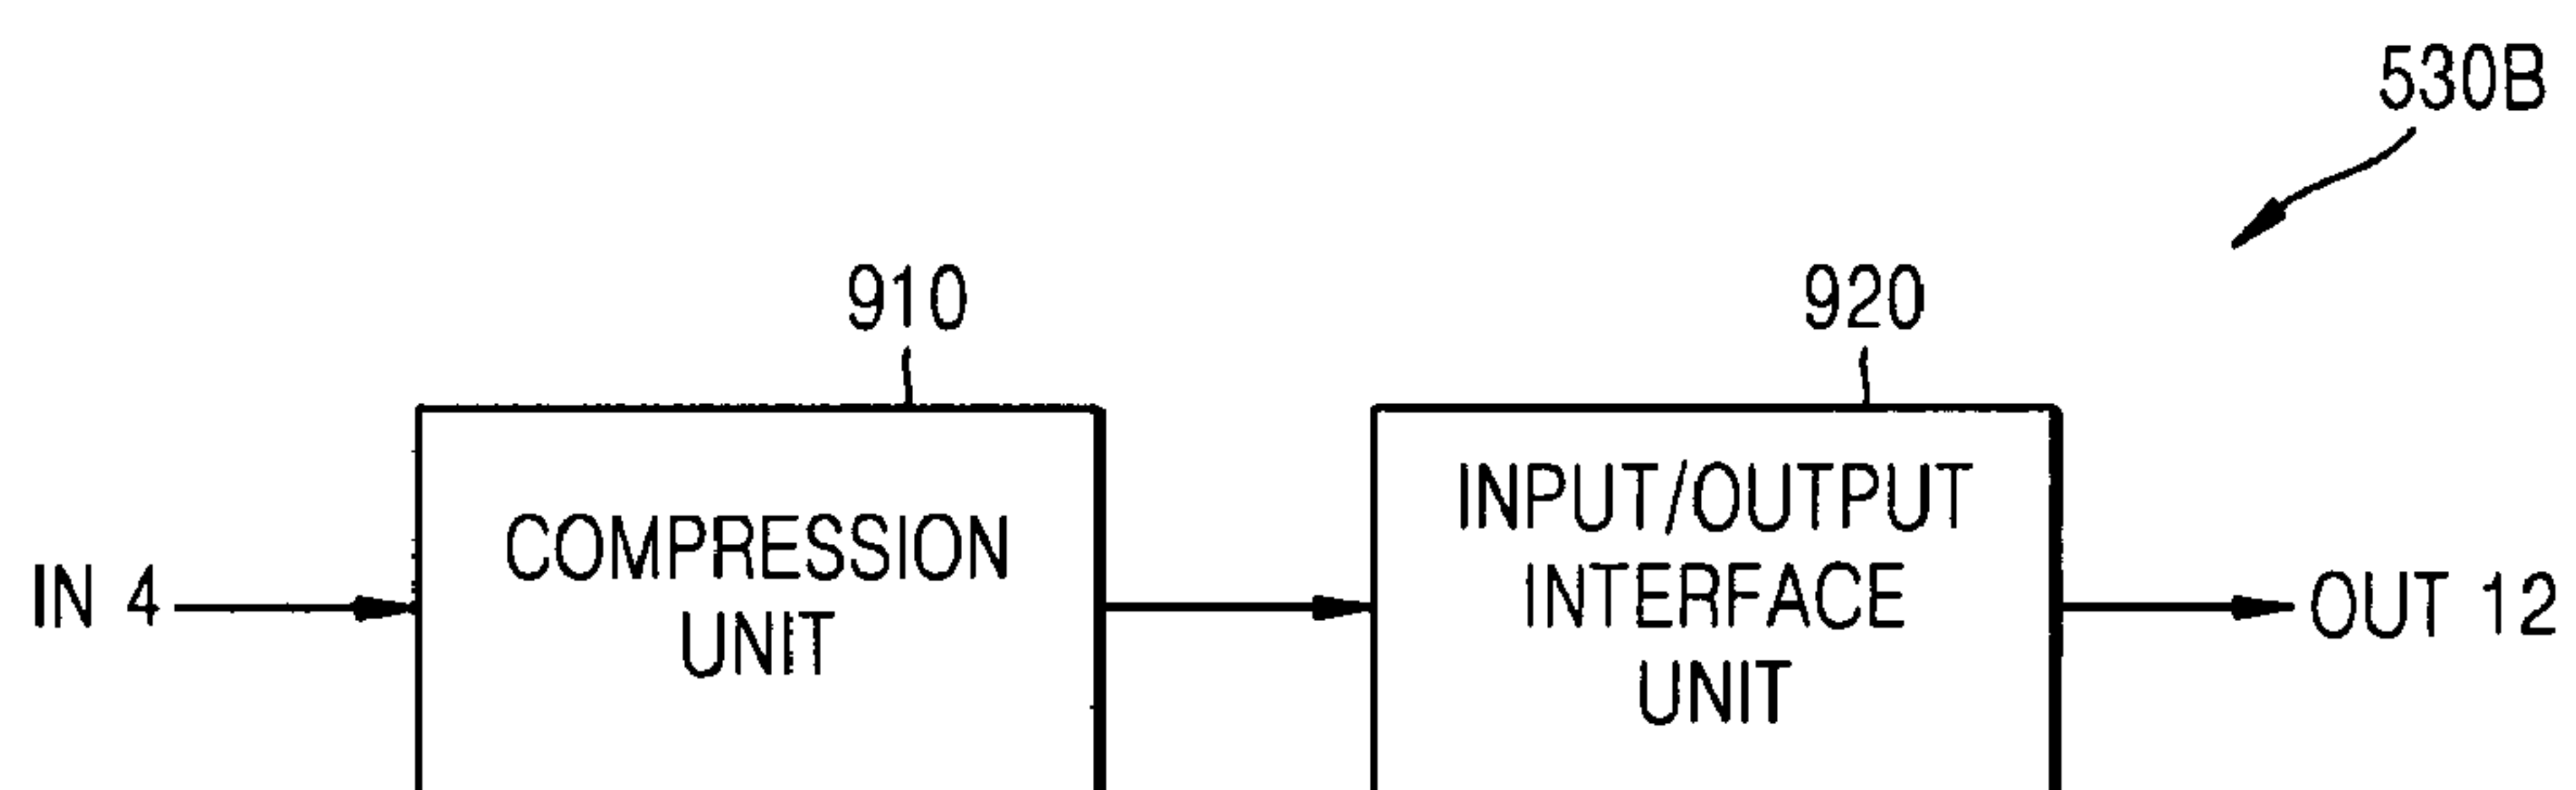 530B
910
920
COMPRESSION
UNIT
INPUT/OUTPUT
INTERFACE
UNIT
IN 4
OUT 12